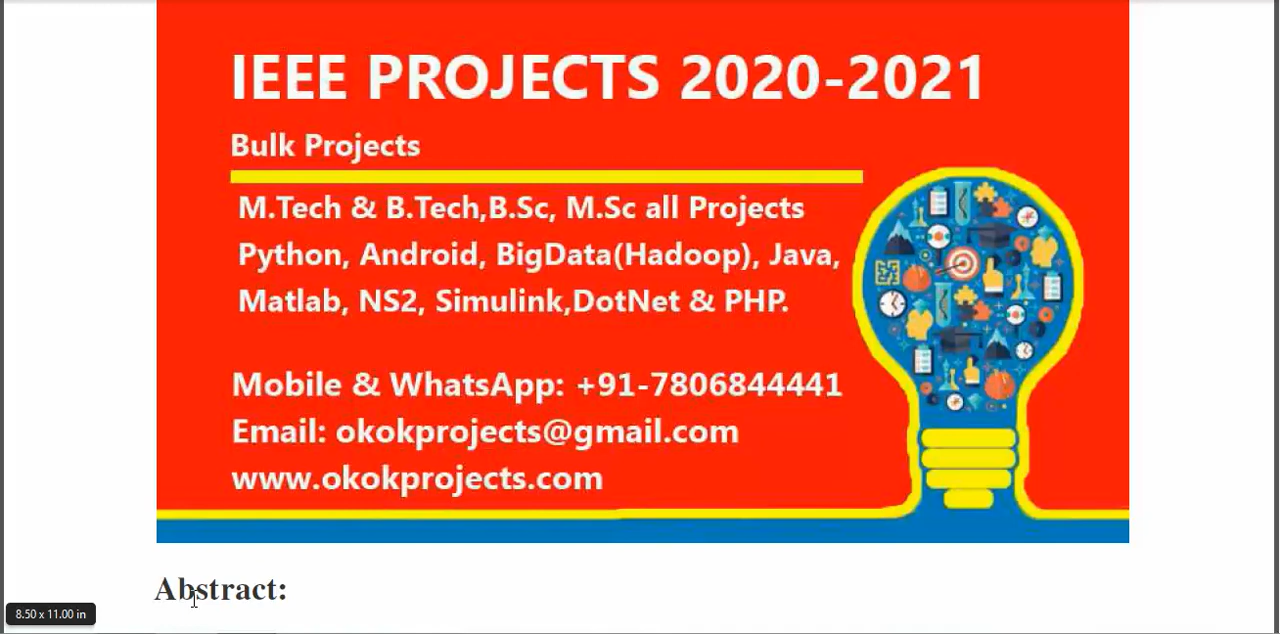 IEEE PROJECTS 2020-2021
Bulk Projects
M.Tech & B.Tech,B.Sc, M.Sc all Projects
Python, Android, BigData(Hadoop), Java,
Matlab, NS2, Simulink,DotNet & PHP.
Mobile & WhatsApp: +91-7806844441
Email: okokprojects@gmail.com
www.okokprojects.com
Abstract:
8.50 x 11.00 in